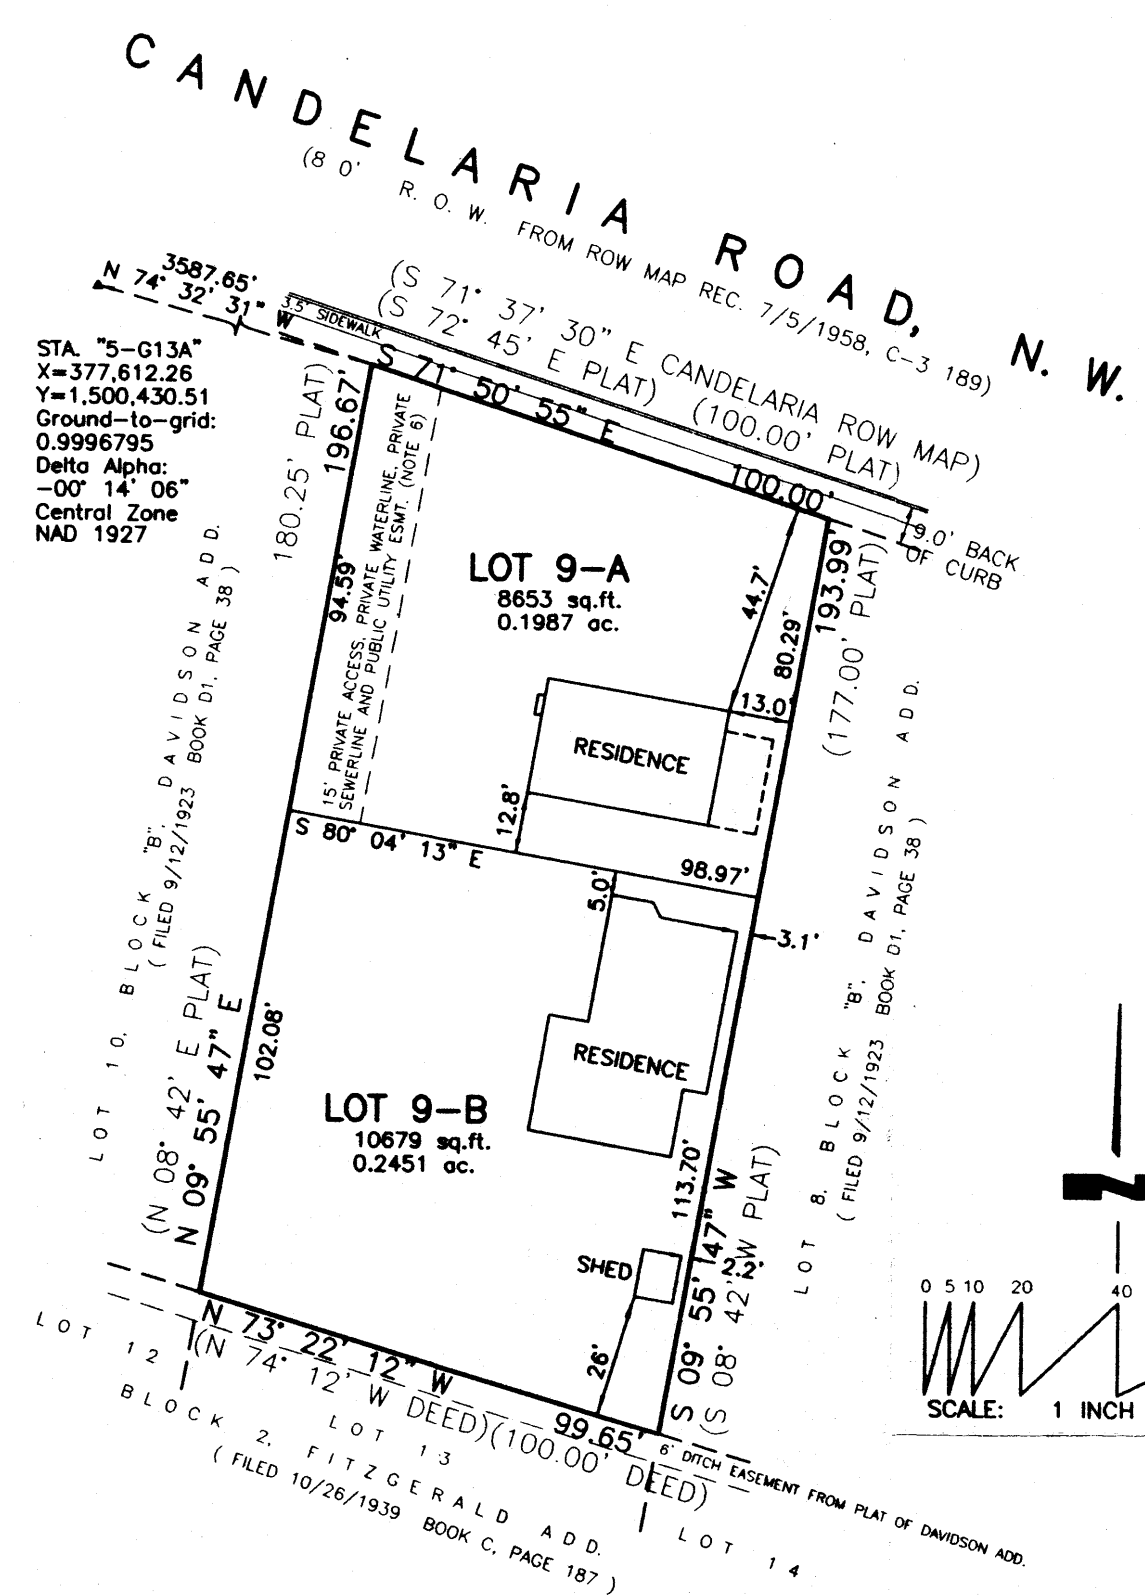 CANDELARIA ROAD, N. W.
(80' R. O. W. FROM ROW MAP REC. 7/5/1958, C-3 189)
3587.65'
N 74° 32' 31" W
3.5' SIDEWALK
(S 71° 37' 30" E CANDELARIA ROW MAP)
(S 72° 45' E PLAT) (100.00' PLAT)
S 71° 50' 55" E
100.00'
9.0' BACK
OF CURB
STA. "5-G13A"
X=377,612.26
Y=1,500,430.51
Ground-to-grid:
0.9996795
Delta Alpha:
-00° 14' 06"
Central Zone
NAD 1927
180.25' PLAT)
196.67'
94.59'
15' PRIVATE ACCESS, PRIVATE WATERLINE, PRIVATE
SEWERLINE AND PUBLIC UTILITY ESMT. (NOTE 6)
LOT 9-A
8653 sq.ft.
0.1987 ac.
44.7'
80.29'
193.99'
(177.00' PLAT)
13.0'
RESIDENCE
12.8'
S 80° 04' 13" E
98.97'
5.0'
3.1'
LOT 10, BLOCK "B", DAVIDSON ADD.
( FILED 9/12/1923 BOOK D1, PAGE 38 )
LOT 8, BLOCK "B", DAVIDSON ADD.
( FILED 9/12/1923 BOOK D1, PAGE 38 )
(N 08° 42' E PLAT)
N 09° 55' 47" E
102.08'
RESIDENCE
LOT 9-B
10679 sq.ft.
0.2451 ac.
113.70'
S 09° 55' 47" W
(S 08° 42' W PLAT)
SHED
2.2'
26'
N 73° 22' 12" W
99.65'
(N 74° 12' W DEED)(100.00' DEED)
6' DITCH EASEMENT FROM PLAT OF DAVIDSON ADD.
LOT 12
LOT 13
LOT 14
BLOCK 2, FITZGERALD ADD.
( FILED 10/26/1939 BOOK C, PAGE 187 )
N
0 5 10 20 40
SCALE: 1 INCH